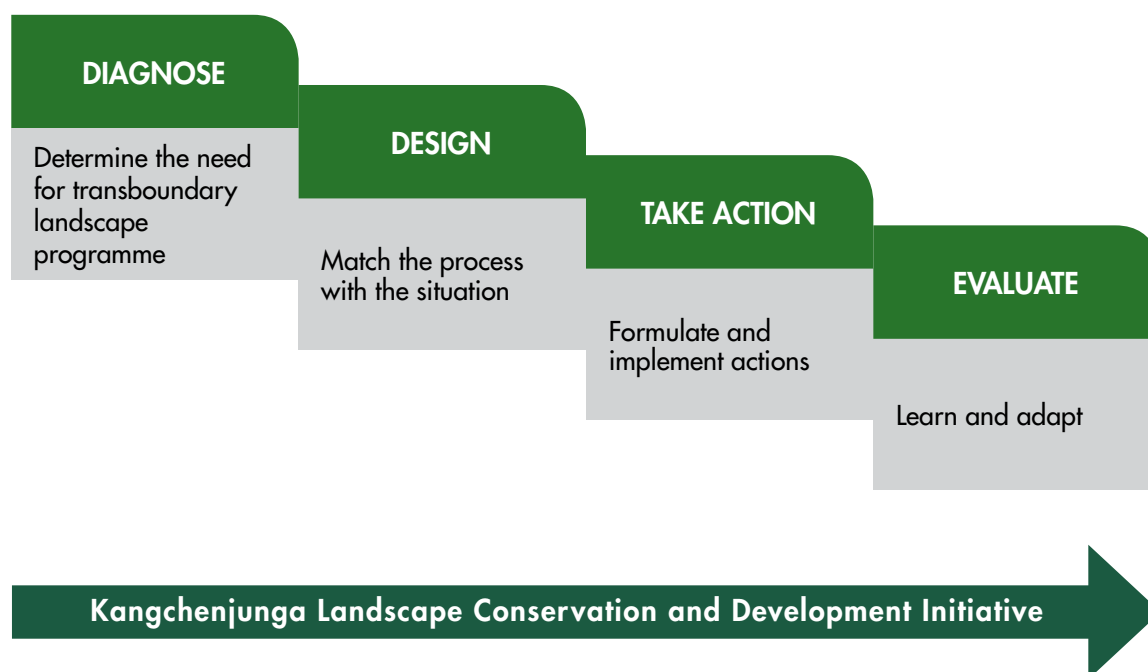 DIAGNOSE
Determine the need
for transboundary
landscape
programme
DESIGN
Match the process
with the situation
TAKE ACTION
Formulate and
implement actions
EVALUATE
Learn and adapt
Kangchenjunga Landscape Conservation and Development Initiative